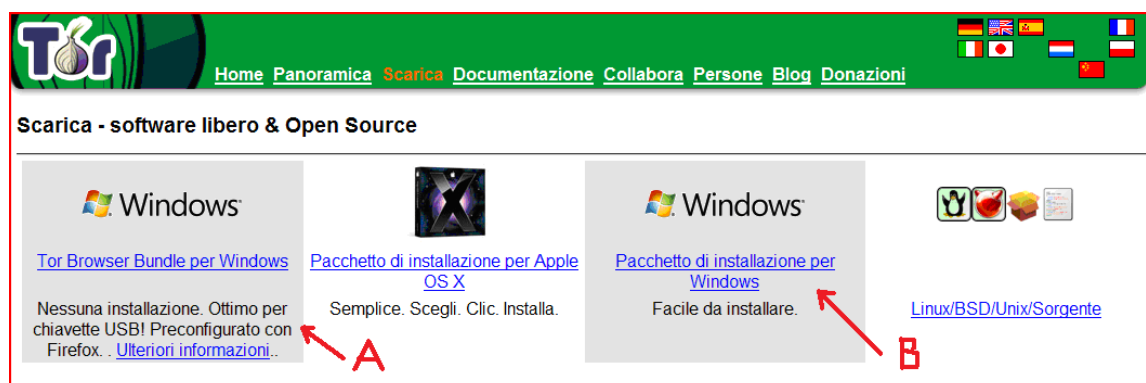 Tor
Home Panoramica Scarica Documentazione Collabora Persone Blog Donazioni
Scarica - software libero & Open Source
Windows
Tor Browser Bundle per Windows
Nessuna installazione. Ottimo per
chiavette USB! Preconfigurato con
Firefox. . Ulteriori informazioni..
A
X
Pacchetto di installazione per Apple
OS X
Semplice. Scegli. Clic. Installa.
Windows
Pacchetto di installazione per
Windows
Facile da installare.
B
Linux/BSD/Unix/Sorgente